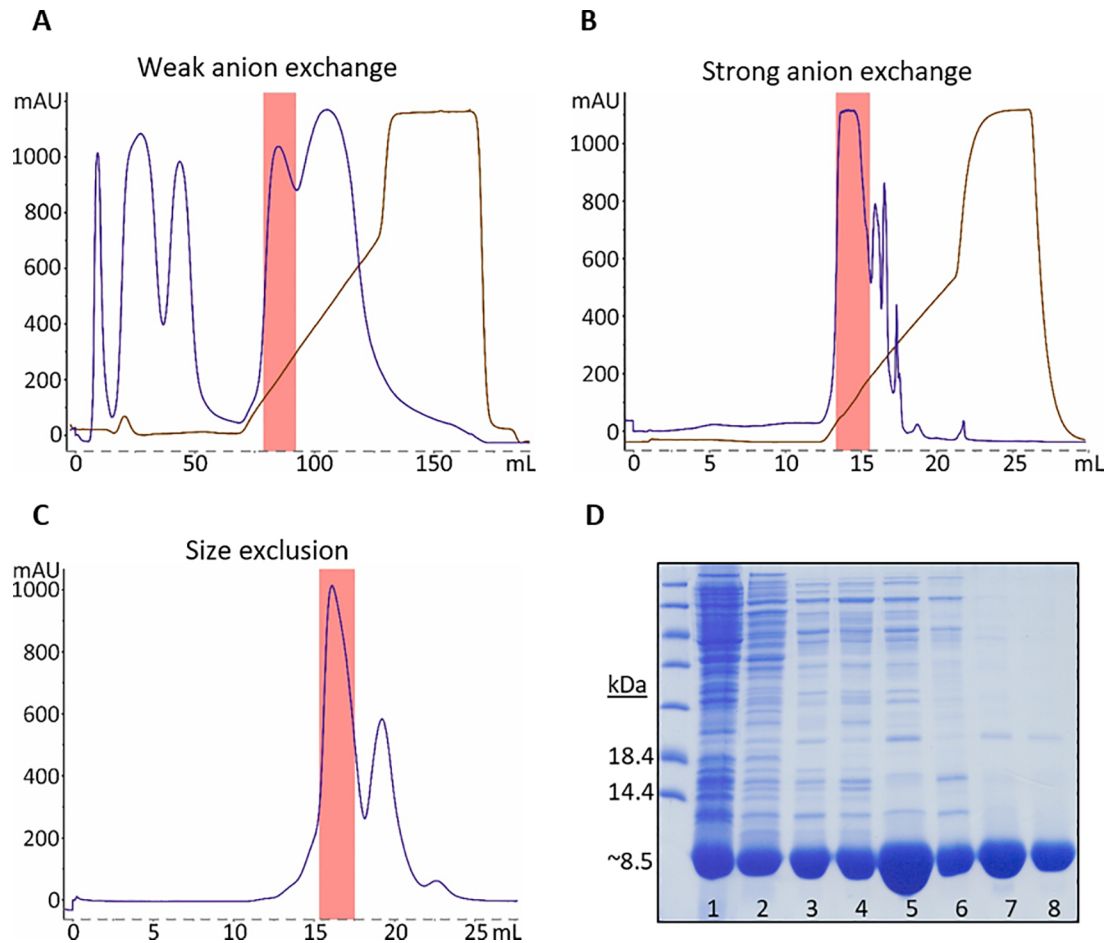 A
Weak anion exchange
mAU
1000
800
600
400
200
0
0 50 100 150 mL
B
Strong anion exchange
mAU
1000
800
600
400
200
0
0 5 10 15 20 25 mL
C
Size exclusion
mAU
1000
800
600
400
200
0
0 5 10 15 20 25 mL
D
kDa
18.4
14.4
~8.5
1 2 3 4 5 6 7 8